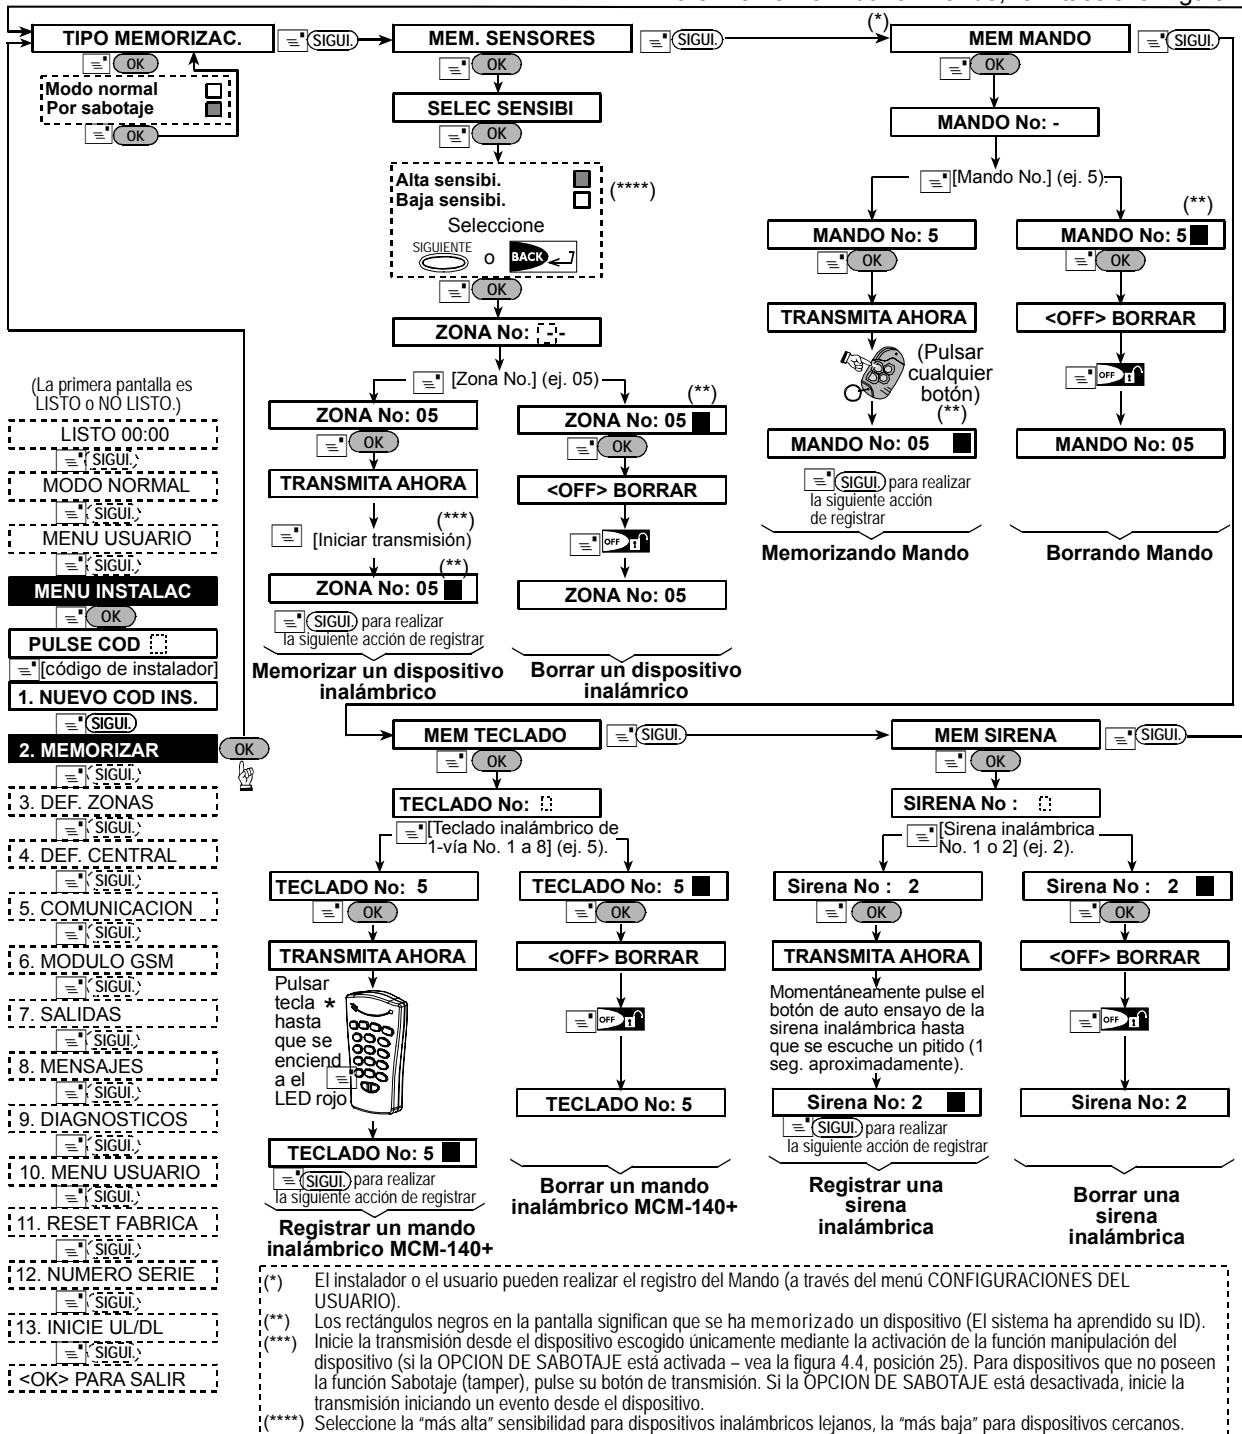 TIPO MEMORIZAC.
SIGUI.
MEM. SENSORES
SIGUI.
(*)
MEM MANDO
SIGUI.
OK
Modo normal
Por sabotaje
OK
OK
SELEC SENSIBI
OK
Alta sensibi.
Baja sensibi.
(****)
Seleccione
SIGUIENTE
o
BACK
OK
ZONA No: - -
[Zona No.] (ej. 05)
ZONA No: 05
OK
TRANSMITA AHORA
(***)
[Iniciar transmisión)
(**)
ZONA No: 05
SIGUI. para realizar
la siguiente acción de registrar
Memorizar un dispositivo
inalámbrico
(**)
ZONA No: 05
OK
<OFF> BORRAR
OFF
ZONA No: 05
Borrar un dispositivo
inalámrico
OK
MANDO No: -
[Mando No.] (ej. 5).
MANDO No: 5
OK
TRANSMITA AHORA
(Pulsar
cualquier
botón)
(**)
MANDO No: 05
SIGUI. para realizar
la siguiente acción
de registrar
Memorizando Mando
(**)
MANDO No: 5
OK
<OFF> BORRAR
OFF
MANDO No: 05
Borrando Mando
(La primera pantalla es
LISTO o NO LISTO.)
LISTO 00:00
SIGUI.
MODO NORMAL
SIGUI.
MENU USUARIO
SIGUI.
MENU INSTALAC
OK
PULSE COD
[código de instalador]
1. NUEVO COD INS.
SIGUI.
2. MEMORIZAR
OK
SIGUI.
3. DEF. ZONAS
SIGUI.
4. DEF. CENTRAL
SIGUI.
5. COMUNICACION
SIGUI.
6. MODULO GSM
SIGUI.
7. SALIDAS
SIGUI.
8. MENSAJES
SIGUI.
9. DIAGNOSTICOS
SIGUI.
10. MENU USUARIO
SIGUI.
11. RESET FABRICA
SIGUI.
12. NUMERO SERIE
SIGUI.
13. INICIE UL/DL
SIGUI.
<OK> PARA SALIR
MEM TECLADO
SIGUI.
MEM SIRENA
SIGUI.
OK
TECLADO No:
[Teclado inalámbrico de
1-vía No. 1 a 8] (ej. 5).
TECLADO No: 5
OK
TRANSMITA AHORA
Pulsar
tecla *
hasta
que se
enciend
a el
LED rojo
TECLADO No: 5
SIGUI. para realizar
la siguiente acción de registrar
Registrar un mando
inalámbrico MCM-140+
TECLADO No: 5
OK
<OFF> BORRAR
OFF
TECLADO No: 5
Borrar un mando
inalámbrico MCM-140+
OK
SIRENA No :
[Sirena inalámbrica
No. 1 o 2] (ej. 2).
Sirena No : 2
OK
TRANSMITA AHORA
Momentáneamente pulse el
botón de auto ensayo de la
sirena inalámbrica hasta
que se escuche un pitido (1
seg. aproximadamente).
Sirena No: 2
SIGUI. para realizar
la siguiente acción de registrar
Registrar una
sirena
inalámbrica
Sirena No : 2
OK
<OFF> BORRAR
OFF
Sirena No: 2
Borrar una
sirena
inalámbrica
(*) El instalador o el usuario pueden realizar el registro del Mando (a través del menú CONFIGURACIONES DEL
USUARIO).
(**) Los rectángulos negros en la pantalla significan que se ha memorizado un dispositivo (El sistema ha aprendido su ID).
(***) Inicie la transmisión desde el dispositivo escogido únicamente mediante la activación de la función manipulación del
dispositivo (si la OPCION DE SABOTAJE está activada – vea la figura 4.4, posición 25). Para dispositivos que no poseen
la función Sabotaje (tamper), pulse su botón de transmisión. Si la OPCION DE SABOTAJE está desactivada, inicie la
transmisión iniciando un evento desde el dispositivo.
(****) Seleccione la “más alta” sensibilidad para dispositivos inalámbricos lejanos, la “más baja” para dispositivos cercanos.